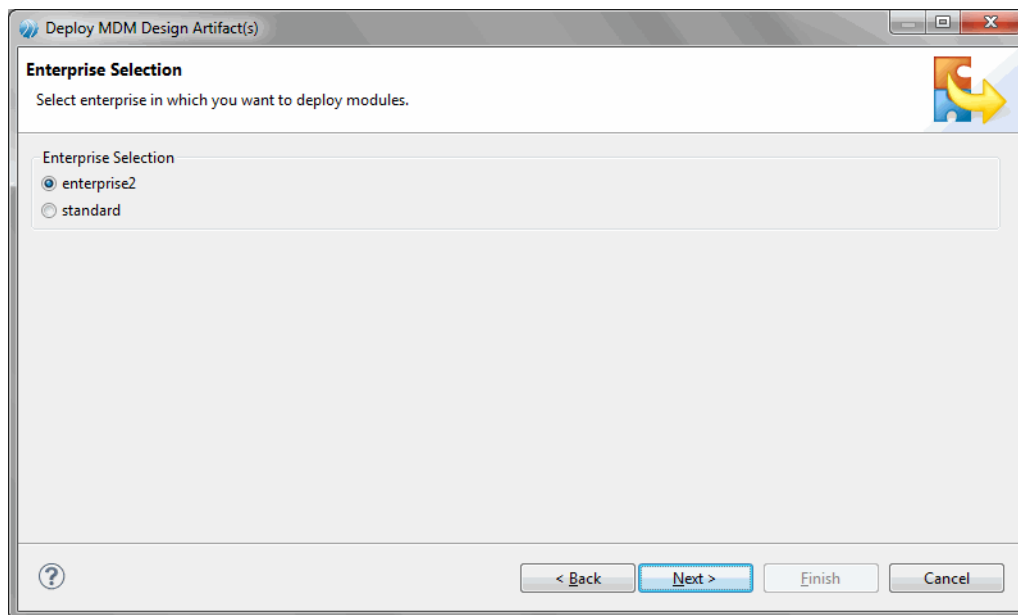 Deploy MDM Design Artifact(s)
Enterprise Selection
Select enterprise in which you want to deploy modules.
Enterprise Selection
enterprise2
standard
? < Back Next > Finish Cancel